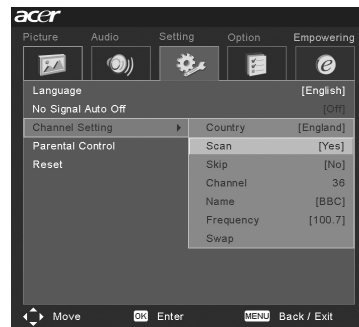 acer
Picture Audio Setting Option Empowering
e
Language [English]
No Signal Auto Off [Off]
Channel Setting Country [England]
Parental Control Scan [Yes]
Reset Skip [No]
Channel 36
Name [BBC]
Frequency [100.7]
Swap
Move OK Enter MENU Back / Exit